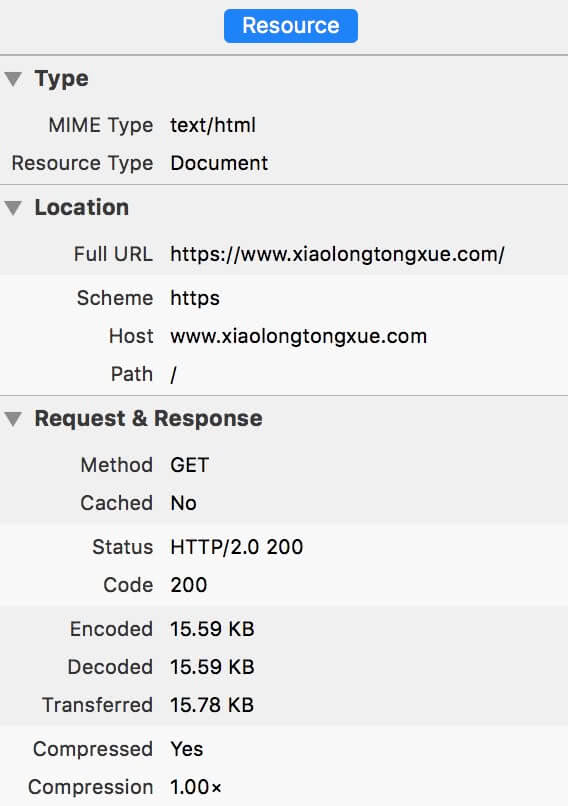 Resource
Type
MIME Type text/html
Resource Type Document
Location
Full URL https://www.xiaolongtongxue.com/
Scheme https
Host www.xiaolongtongxue.com
Path /
Request & Response
Method GET
Cached No
Status HTTP/2.0 200
Code 200
Encoded 15.59 KB
Decoded 15.59 KB
Transferred 15.78 KB
Compressed Yes
Compression 1.00×